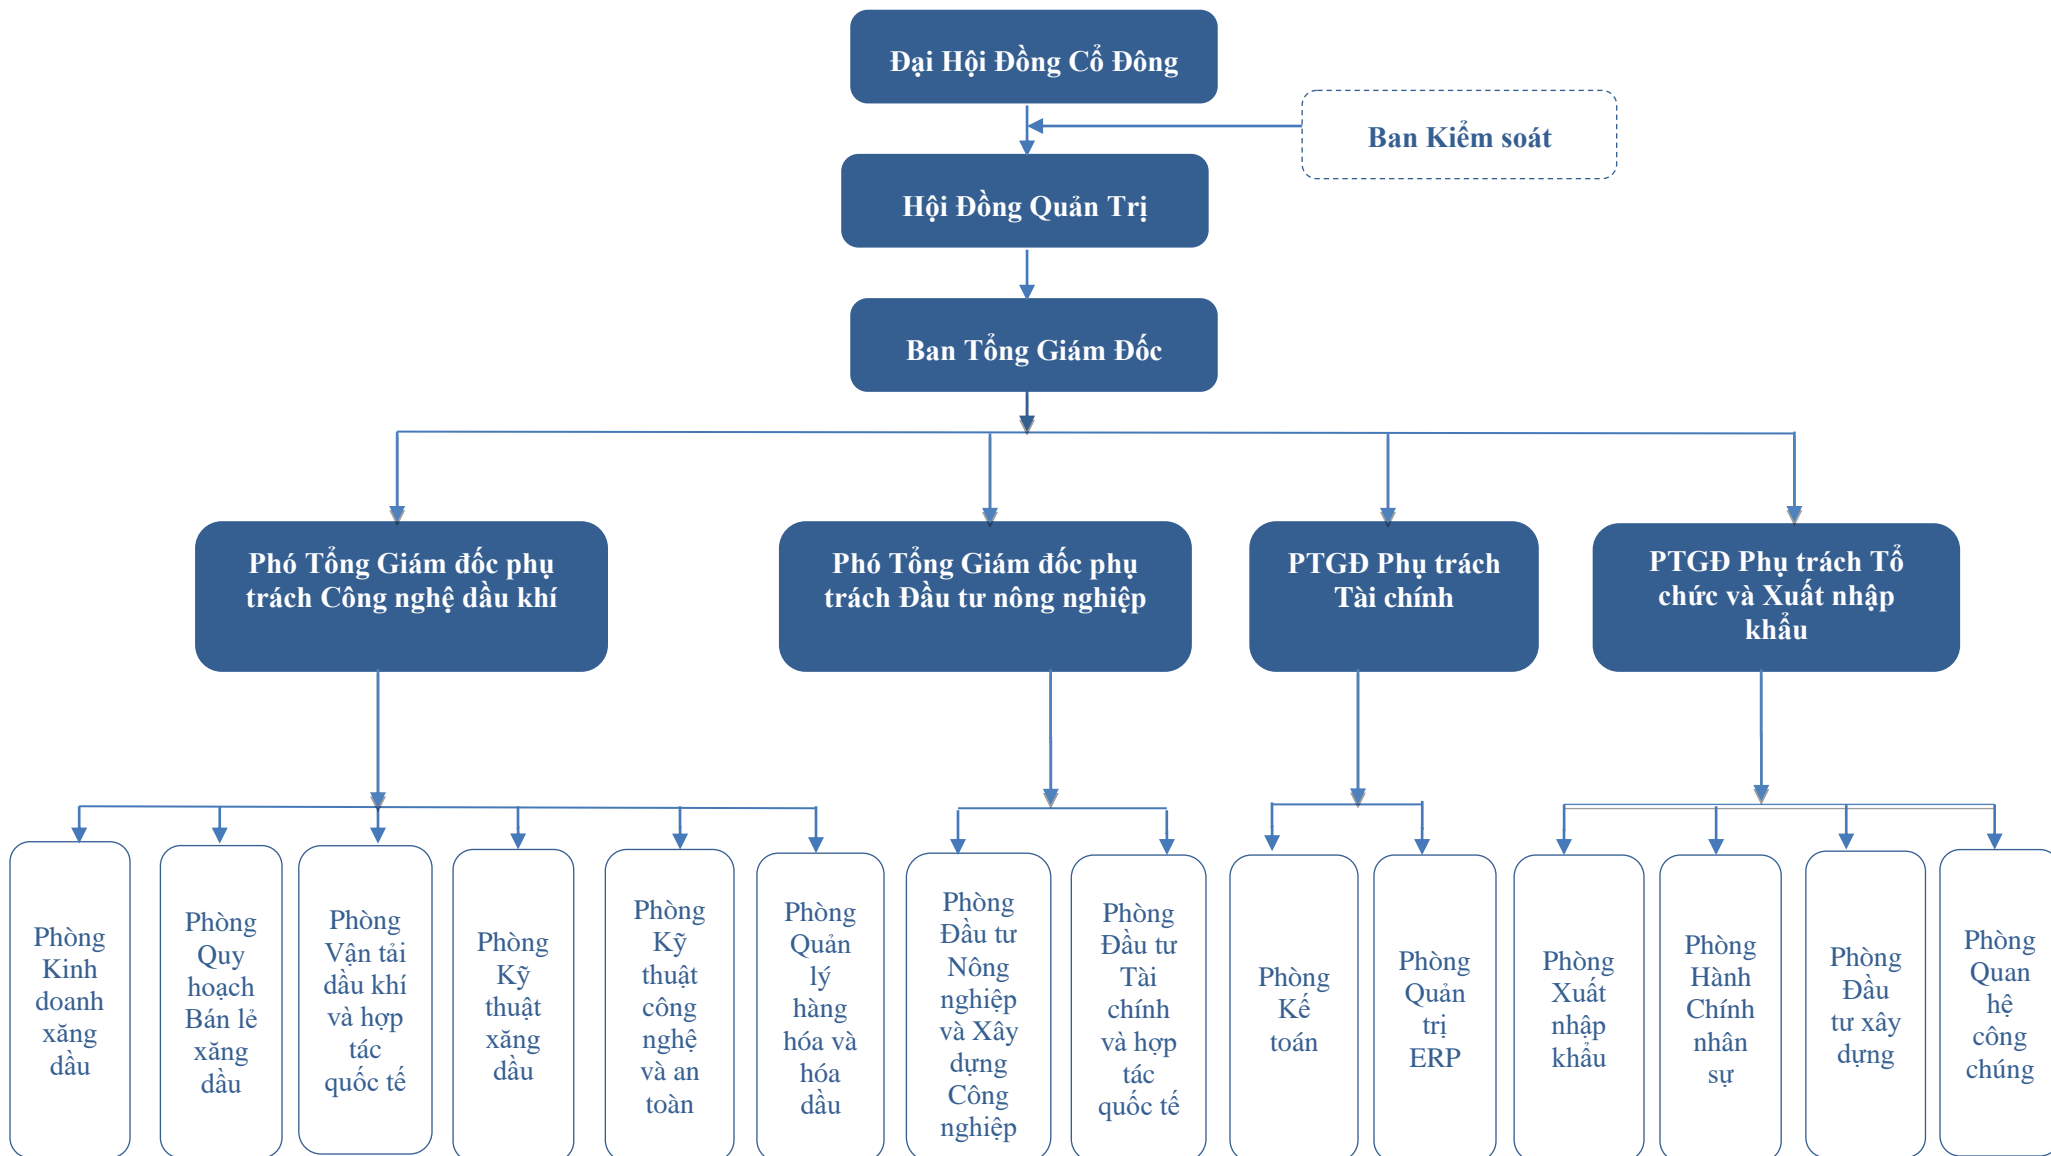 Đại Hội Đồng Cổ Đông
Ban Kiểm soát
Hội Đồng Quản Trị
Ban Tổng Giám Đốc
Phó Tổng Giám đốc phụ
trách Công nghệ dầu khí
Phó Tổng Giám đốc phụ
trách Đầu tư nông nghiệp
PTGĐ Phụ trách
Tài chính
PTGĐ Phụ trách Tổ
chức và Xuất nhập
khẩu
Phòng
Kinh
doanh
xăng
dầu
Phòng
Quy
hoạch
Bán lẻ
xăng
dầu
Phòng
Vận tải
dầu khí
và hợp
tác
quốc tế
Phòng
Kỹ
thuật
xăng
dầu
Phòng
Kỹ
thuật
công
nghệ
và an
toàn
Phòng
Quản
lý
hàng
hóa và
hóa
dầu
Phòng
Đầu tư
Nông
nghiệp
và Xây
dựng
Công
nghiệp
Phòng
Đầu tư
Tài
chính
và hợp
tác
quốc tế
Phòng
Kế
toán
Phòng
Quản
trị
ERP
Phòng
Xuất
nhập
khẩu
Phòng
Hành
Chính
nhân
sự
Phòng
Đầu
tư xây
dựng
Phòng
Quan
hệ
công
chúng